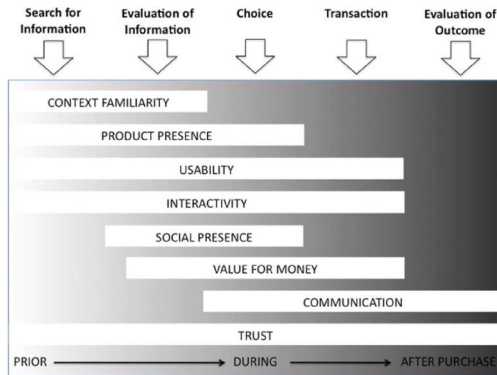 Search for Information
Evaluation of Information
Choice
Transaction
Evaluation of Outcome
CONTEXT FAMILIARITY
PRODUCT PRESENCE
USABILITY
INTERACTIVITY
SOCIAL PRESENCE
VALUE FOR MONEY
COMMUNICATION
TRUST
PRIOR DURING AFTER PURCHASE